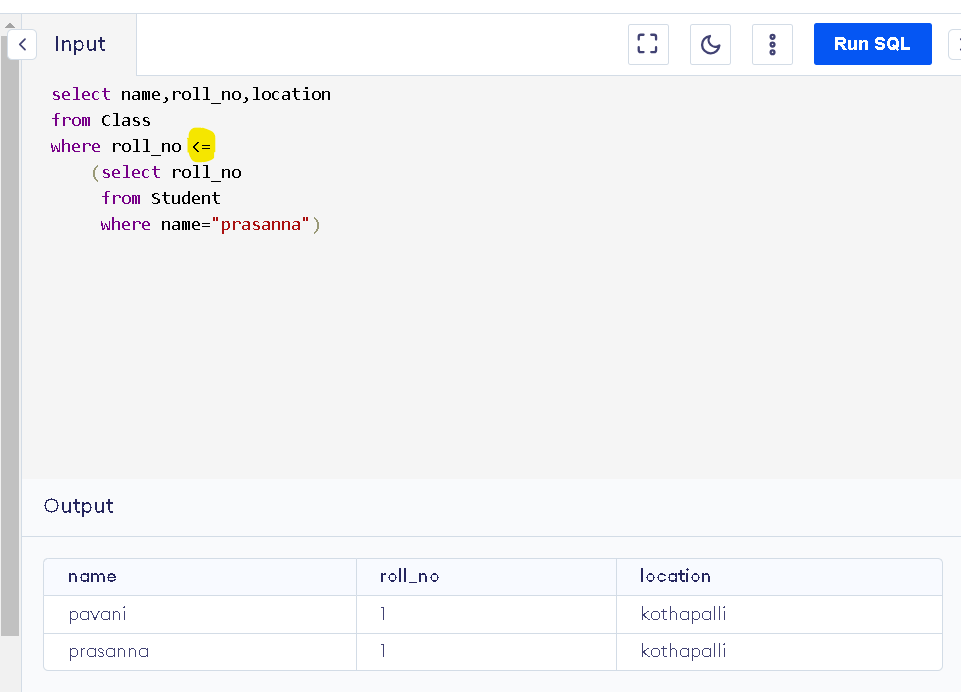 Input
Run SQL
select name,roll_no,location
from Class
where roll_no <=
(select roll_no
from Student
where name="prasanna")
Output
name roll_no location
pavani 1 kothapalli
prasanna 1 kothapalli